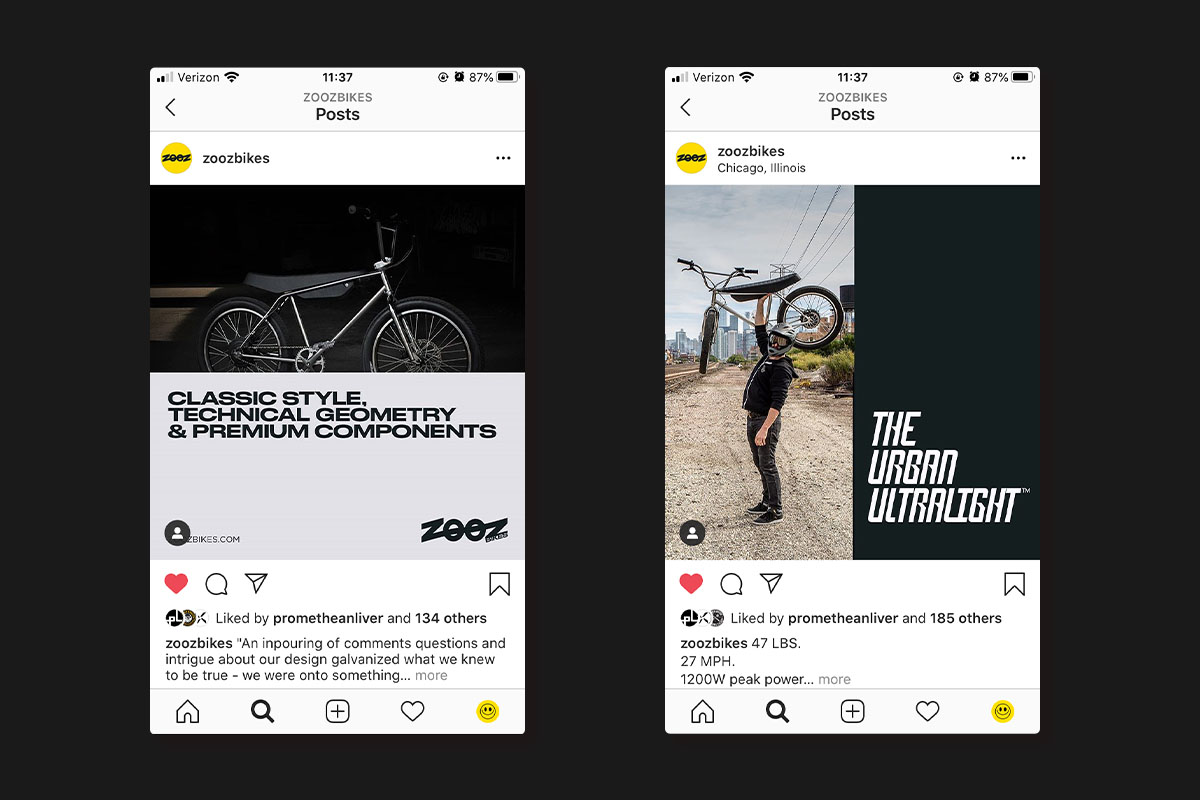 Verizon 11:37 87%
ZOOZBIKES
Posts
zooz zoozbikes
CLASSIC STYLE,
TECHNICAL GEOMETRY
& PREMIUM COMPONENTS
ZBIKES.COM
ZOOZ
Liked by prometheanliver and 134 others
zoozbikes "An inpouring of comments questions and
intrigue about our design galvanized what we knew
to be true - we were onto something... more
Verizon 11:37 87%
ZOOZBIKES
Posts
zooz zoozbikes
Chicago, Illinois
THE
URBAN
ULTRALIGHT™
Liked by prometheanliver and 185 others
zoozbikes 47 LBS.
27 MPH.
1200W peak power... more